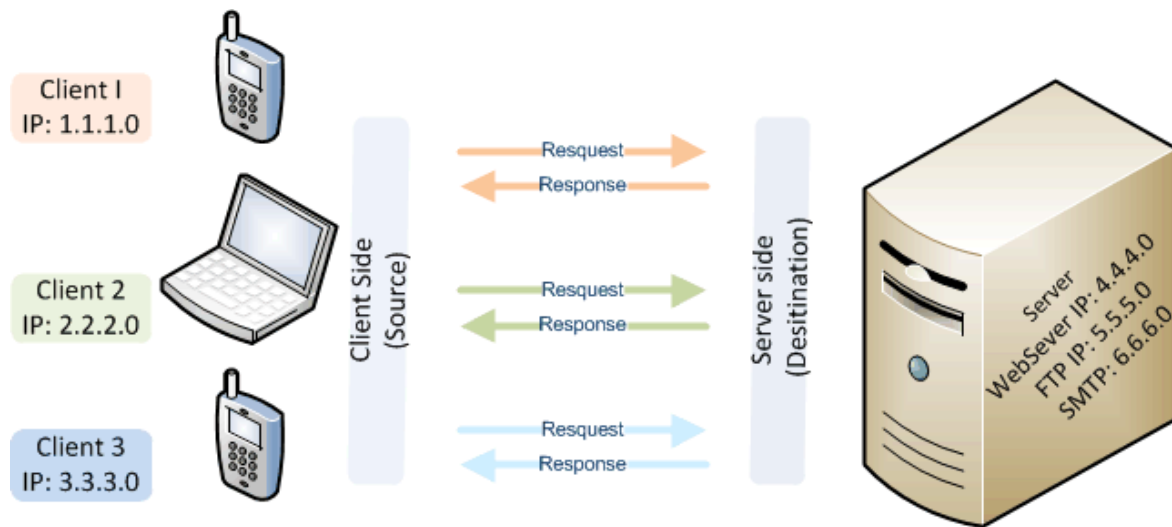 Client I
IP: 1.1.1.0
Client 2
IP: 2.2.2.0
Client 3
IP: 3.3.3.0
Client Side
(Source)
Resquest
Response
Resquest
Response
Resquest
Response
Server side
(Desitination)
Server
WebSever IP: 4.4.4.0
FTP IP: 5.5.5.0
SMTP: 6.6.6.0